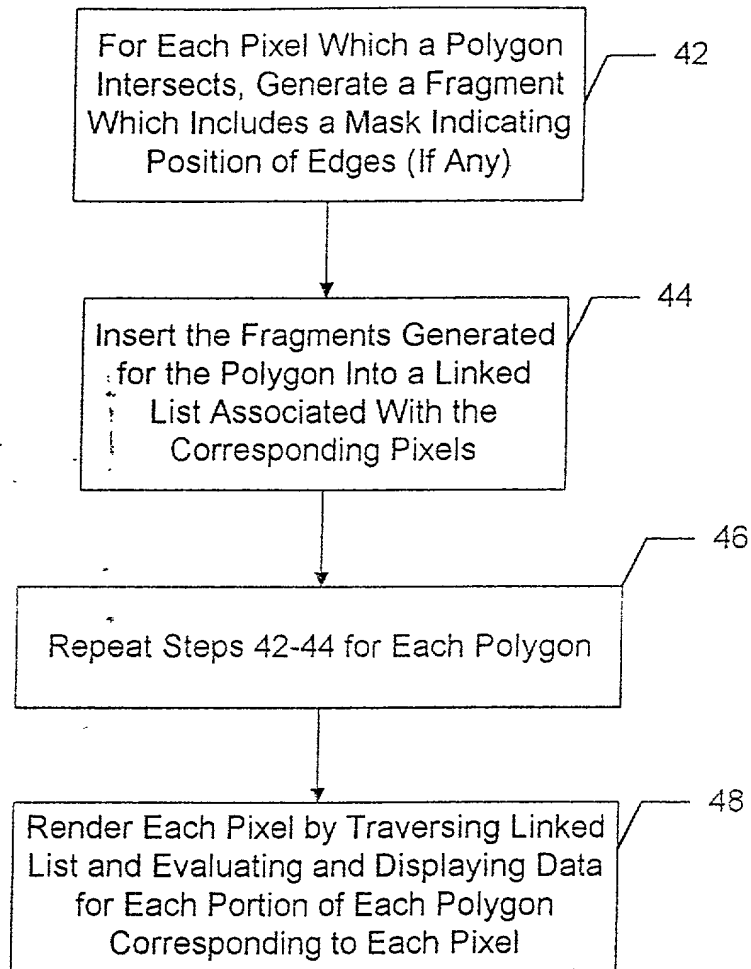 For Each Pixel Which a Polygon
Intersects, Generate a Fragment
Which Includes a Mask Indicating
Position of Edges (If Any)
42
Insert the Fragments Generated
for the Polygon Into a Linked
List Associated With the
Corresponding Pixels
44
Repeat Steps 42-44 for Each Polygon
46
Render Each Pixel by Traversing Linked
List and Evaluating and Displaying Data
for Each Portion of Each Polygon
Corresponding to Each Pixel
48